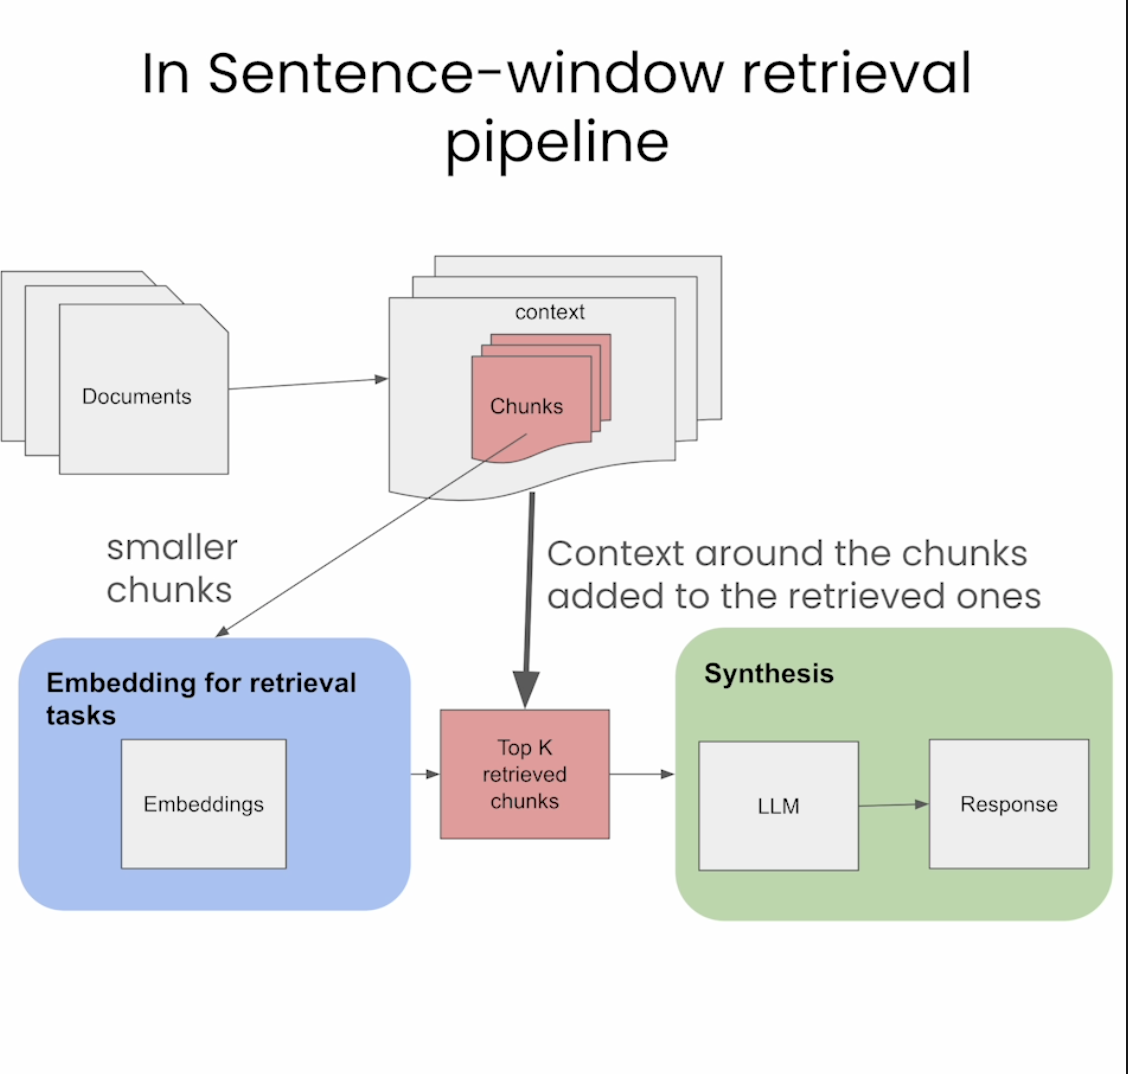 In Sentence-window retrieval
pipeline
context
Documents
Chunks
smaller
chunks
Context around the chunks
added to the retrieved ones
Embedding for retrieval
tasks
Embeddings
Top K
retrieved
chunks
Synthesis
LLM
Response